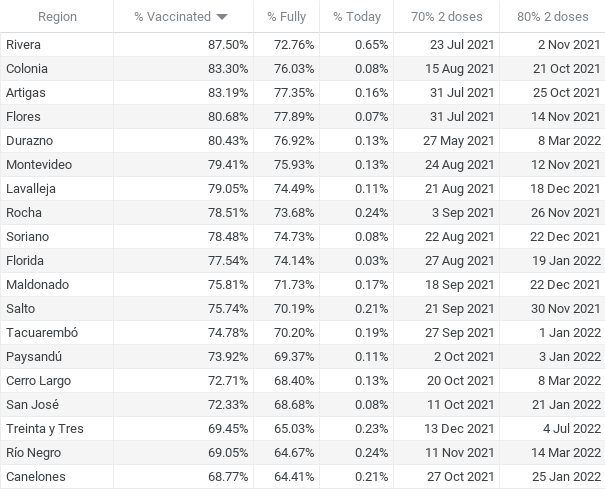 Region % Vaccinated % Fully % Today 70% 2 doses 80% 2 doses
Rivera 87.50% 72.76% 0.65% 23 Jul 2021 2 Nov 2021
Colonia 83.30% 76.03% 0.08% 15 Aug 2021 21 Oct 2021
Artigas 83.19% 77.35% 0.16% 31 Jul 2021 25 Oct 2021
Flores 80.68% 77.89% 0.07% 31 Jul 2021 14 Nov 2021
Durazno 80.43% 76.92% 0.13% 27 May 2021 8 Mar 2022
Montevideo 79.41% 75.93% 0.13% 24 Aug 2021 12 Nov 2021
Lavalleja 79.05% 74.49% 0.11% 21 Aug 2021 18 Dec 2021
Rocha 78.51% 73.68% 0.24% 3 Sep 2021 26 Nov 2021
Soriano 78.48% 74.73% 0.08% 22 Aug 2021 22 Dec 2021
Florida 77.54% 74.14% 0.03% 27 Aug 2021 19 Jan 2022
Maldonado 75.81% 71.73% 0.17% 18 Sep 2021 22 Dec 2021
Salto 75.74% 70.19% 0.21% 21 Sep 2021 30 Nov 2021
Tacuarembó 74.78% 70.20% 0.19% 27 Sep 2021 1 Jan 2022
Paysandú 73.92% 69.37% 0.11% 2 Oct 2021 3 Jan 2022
Cerro Largo 72.71% 68.40% 0.13% 20 Oct 2021 8 Mar 2022
San José 72.33% 68.68% 0.08% 11 Oct 2021 21 Jan 2022
Treinta y Tres 69.45% 65.03% 0.23% 13 Dec 2021 4 Jul 2022
Río Negro 69.05% 64.67% 0.24% 11 Nov 2021 14 Mar 2022
Canelones 68.77% 64.41% 0.21% 27 Oct 2021 25 Jan 2022